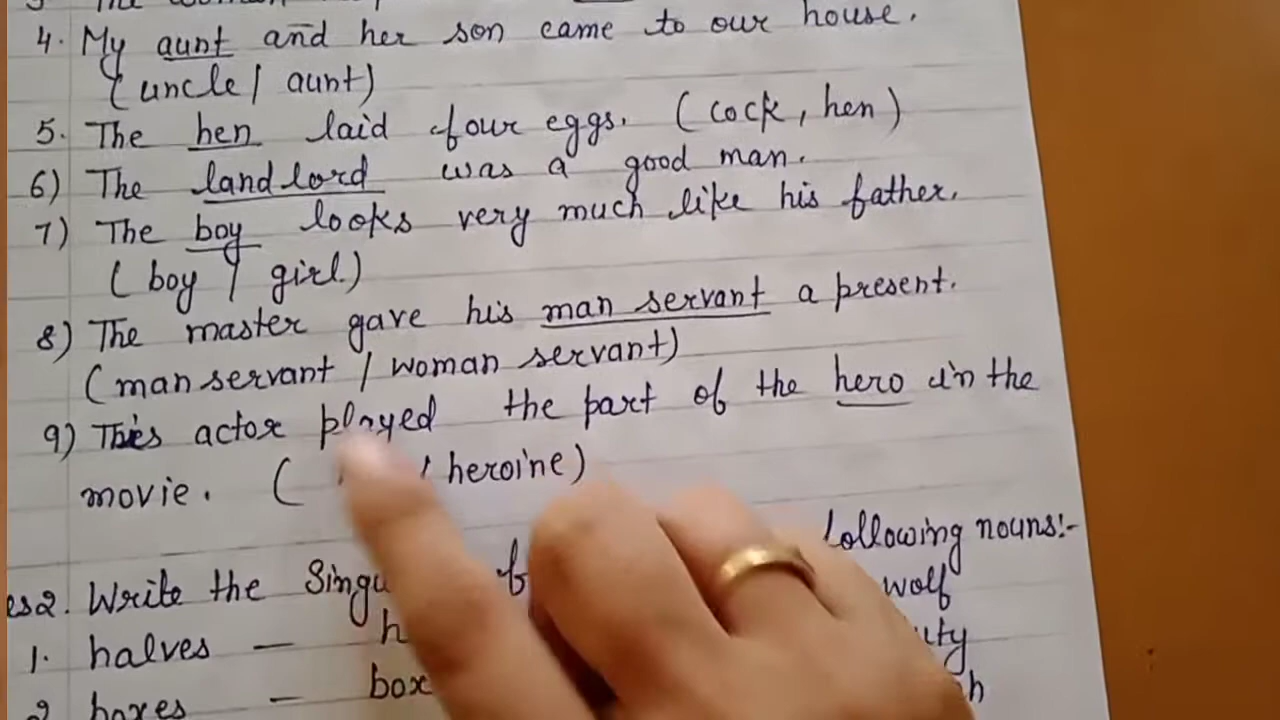 4. My aunt and her son came to our house.
(uncle/ aunt)
5. The hen laid four eggs. (cock, hen)
6) The landlord was a good man.
7) The boy looks very much like his father.
(boy / girl)
8) The master gave his man servant a present.
(man servant / woman servant)
9) This actor played the part of the hero in the
movie. ( / heroine)
es2. Write the Singu of following nouns:-
1. halves — h wolf
2 boxes — box